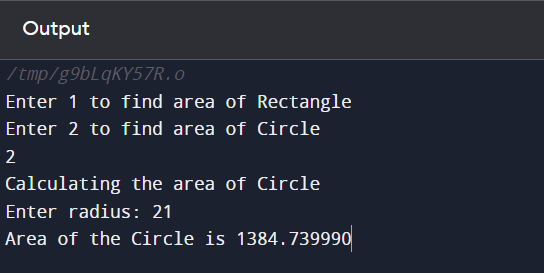 Output
/tmp/g9bLqKY57R.o
Enter 1 to find area of Rectangle
Enter 2 to find area of Circle
2
Calculating the area of Circle
Enter radius: 21
Area of the Circle is 1384.739990